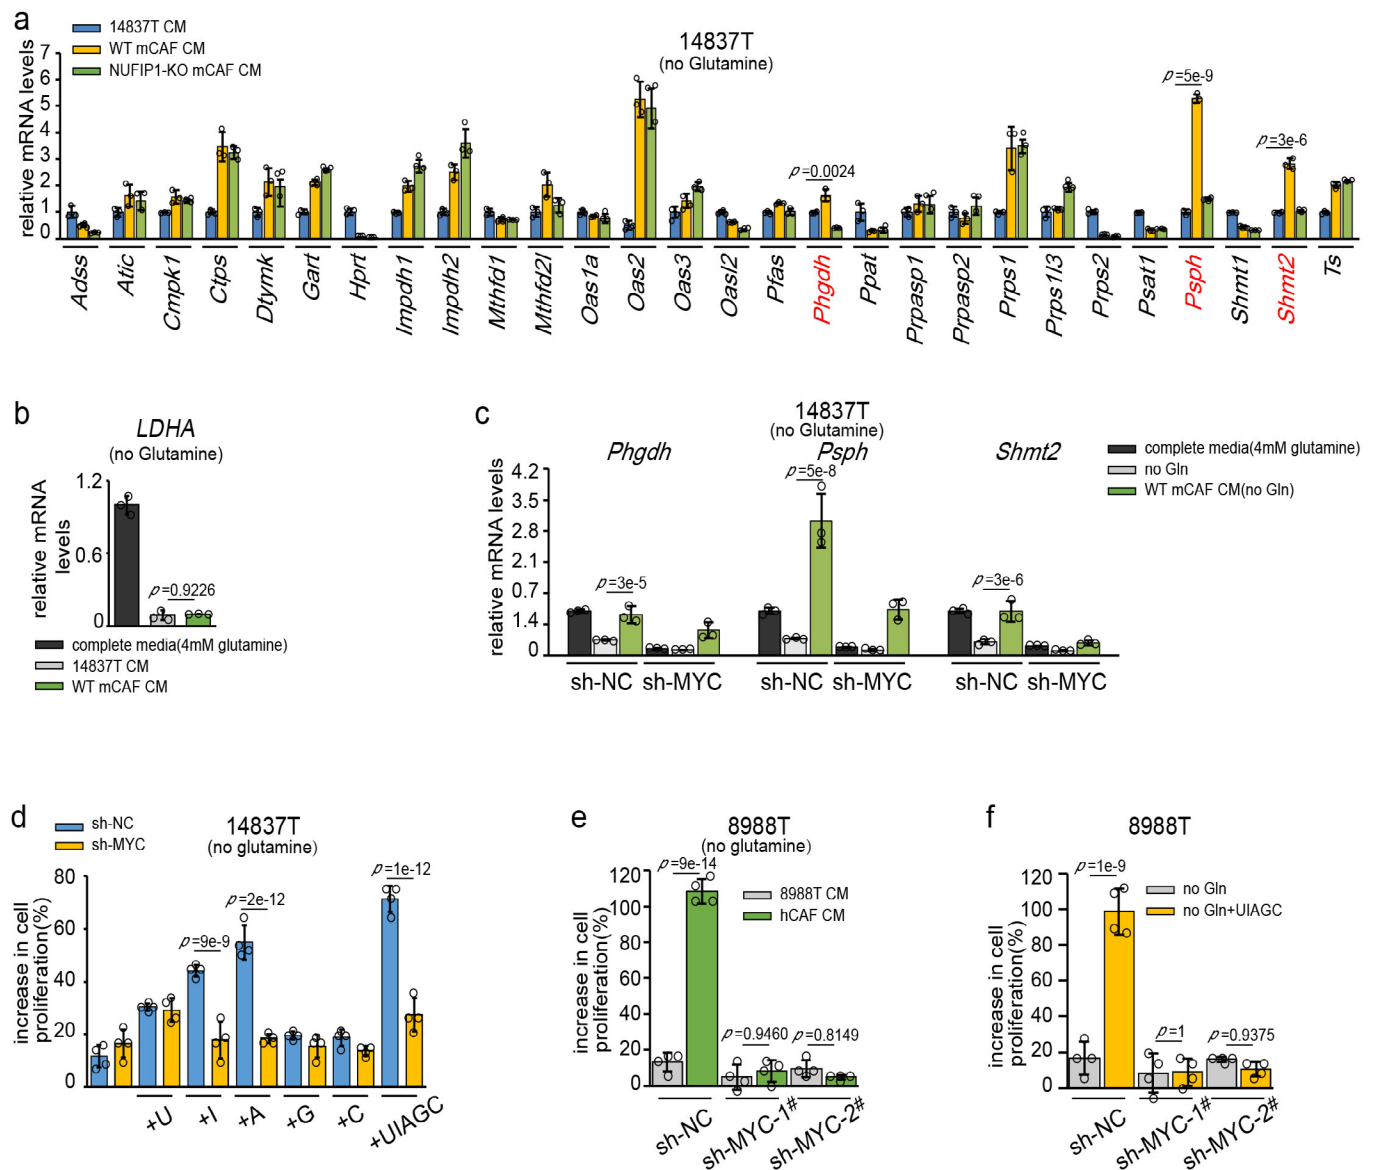 a
14837T CM
WT mCAF CM
NUFIP1-KO mCAF CM
14837T
(no Glutamine)
relative mRNA levels
7
6
5
4
3
2
1
0
p=0.0024
p=5e-9
p=3e-6
Adss
Atic
Cmpk1
Ctps
Dtymk
Gart
Hprt
Impdh1
Impdh2
Mthfd1
Mthfd2l
Oas1a
Oas2
Oas3
Oasl2
Pfas
Phgdh
Ppat
Prpasp1
Prpasp2
Prps1
Prps1l3
Prps2
Psat1
Psph
Shmt1
Shmt2
Ts
b
LDHA
(no Glutamine)
relative mRNA
levels
1.2
0.6
0
p=0.9226
complete media(4mM glutamine)
14837T CM
WT mCAF CM
c
14837T
(no Glutamine)
Phgdh
Psph
Shmt2
complete media(4mM glutamine)
no Gln
WT mCAF CM(no Gln)
relative mRNA levels
4.2
3.5
2.8
2.1
0.7
1.4
0
p=3e-5
p=5e-8
p=3e-6
sh-NC
sh-MYC
sh-NC
sh-MYC
sh-NC
sh-MYC
d
sh-NC
sh-MYC
14837T
(no glutamine)
increase in cell
proliferation(%)
80
60
40
20
0
p=9e-9
p=2e-12
p=1e-12
+U
+I
+A
+G
+C
+UIAGC
e
8988T
(no glutamine)
8988T CM
hCAF CM
increase in cell
proliferation(%)
120
100
80
60
40
20
0
p=9e-14
p=0.9460
p=0.8149
sh-NC
sh-MYC-1#
sh-MYC-2#
f
8988T
no Gln
no Gln+UIAGC
increase in cell
proliferation(%)
120
100
80
60
40
20
0
p=1e-9
p=1
p=0.9375
sh-NC
sh-MYC-1#
sh-MYC-2#